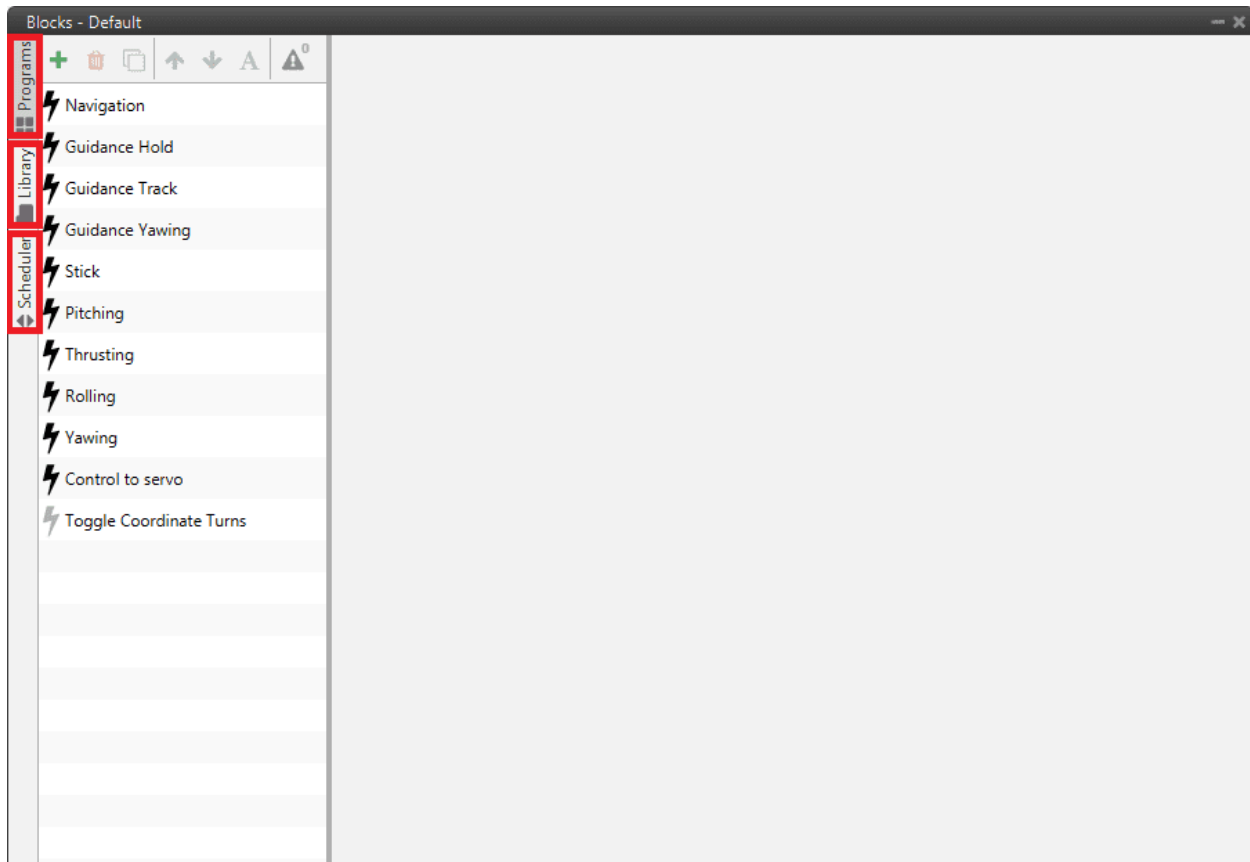 Blocks - Default
Programs
Library
Scheduler
A
0
Navigation
Guidance Hold
Guidance Track
Guidance Yawing
Stick
Pitching
Thrusting
Rolling
Yawing
Control to servo
Toggle Coordinate Turns